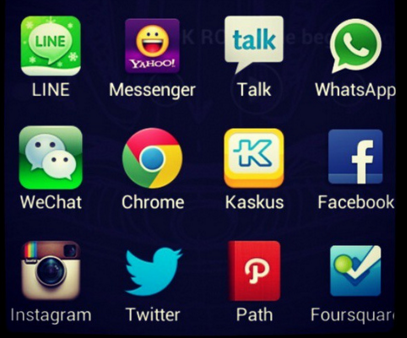 LINE
YAHOO!
talk
LINE Messenger Talk WhatsApp
WeChat Chrome Kaskus Facebook
Instagram Twitter Path Foursquare